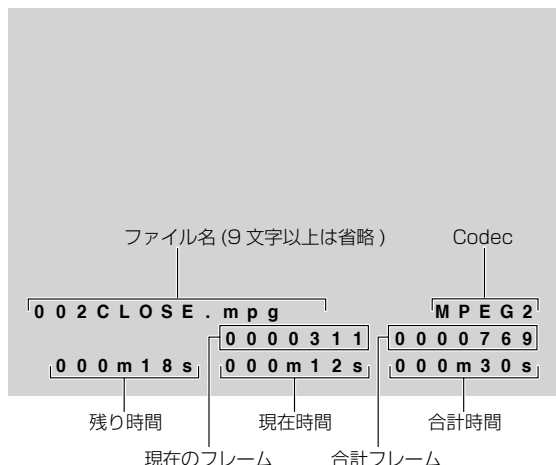 ファイル名 (9 文字以上は省略 ) Codec
002CLOSE.mpg MPEG2
0000311 0000769
000m18s 000m12s 000m30s
残り時間 現在時間 合計時間
現在のフレーム 合計フレーム